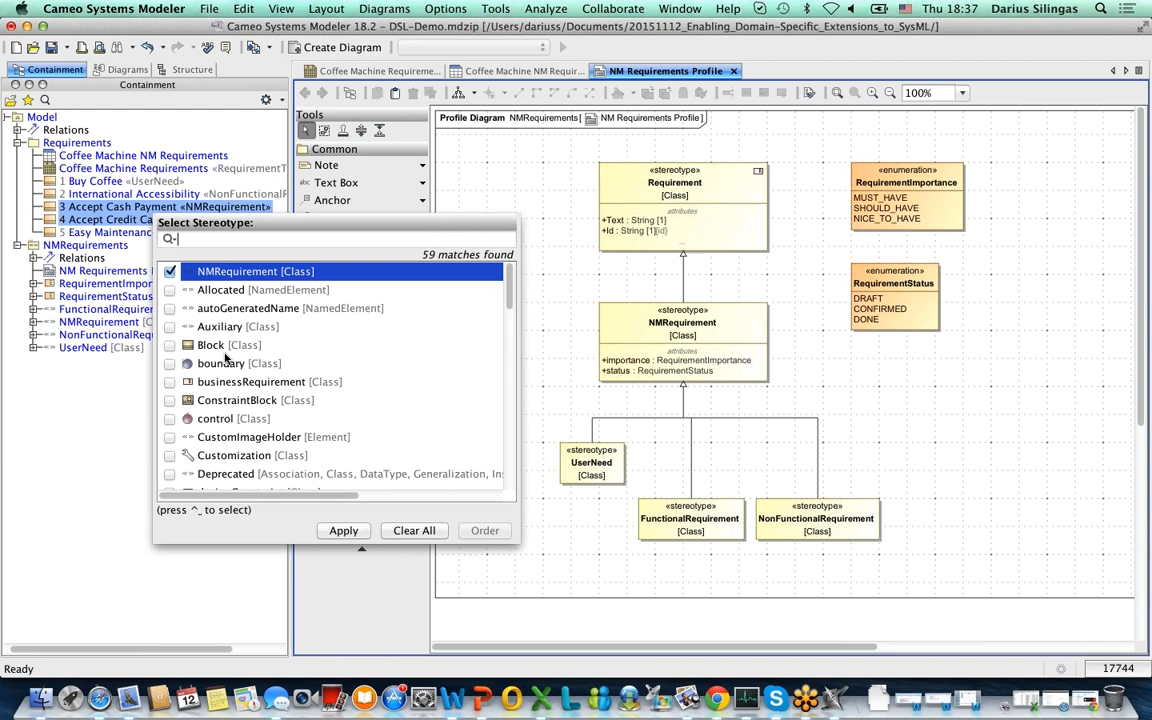 Cameo Systems Modeler File Edit View Layout Diagrams Options Tools Analyze Collaborate Window Help Thu 18:37 Darius Silingas
Cameo Systems Modeler 18.2 - DSL-Demo.mdzip [/Users/dariuss/Documents/20151112_Enabling_Domain-Specific_Extensions_to_SysML/]
Create Diagram
Containment Diagrams Structure
Coffee Machine Requireme... Coffee Machine NM Requir... NM Requirements Profile
Containment
100%
Model
Relations
Requirements
Coffee Machine NM Requirements
Coffee Machine Requirements «RequirementT
1 Buy Coffee «UserNeed»
2 International Accessibility «NonFunctionalR
3 Accept Cash Payment «NMRequirement»
4 Accept Credit Ca
5 Easy Maintenanc
NMRequirements
Relations
NM Requirements
RequirementImpor
RequirementStatus
FunctionalRequire
NMRequirement [C
NonFunctionalReq
UserNeed [Class]
Tools
Common
Note
Text Box
Anchor
Select Stereotype:
59 matches found
NMRequirement [Class]
Allocated [NamedElement]
autoGeneratedName [NamedElement]
Auxiliary [Class]
Block [Class]
boundary [Class]
businessRequirement [Class]
ConstraintBlock [Class]
control [Class]
CustomImageHolder [Element]
Customization [Class]
Deprecated [Association, Class, DataType, Generalization, In
(press ^_ to select)
Apply Clear All Order
Profile Diagram NMRequirements[ NM Requirements Profile]
«stereotype»
Requirement
[Class]
attributes
+Text : String [1]
+Id : String [1]{id}
...
«enumeration»
RequirementImportance
MUST_HAVE
SHOULD_HAVE
NICE_TO_HAVE
«enumeration»
RequirementStatus
DRAFT
CONFIRMED
DONE
«stereotype»
NMRequirement
[Class]
attributes
+importance : RequirementImportance
+status : RequirementStatus
«stereotype»
UserNeed
[Class]
«stereotype»
FunctionalRequirement
[Class]
«stereotype»
NonFunctionalRequirement
[Class]
Ready
17744